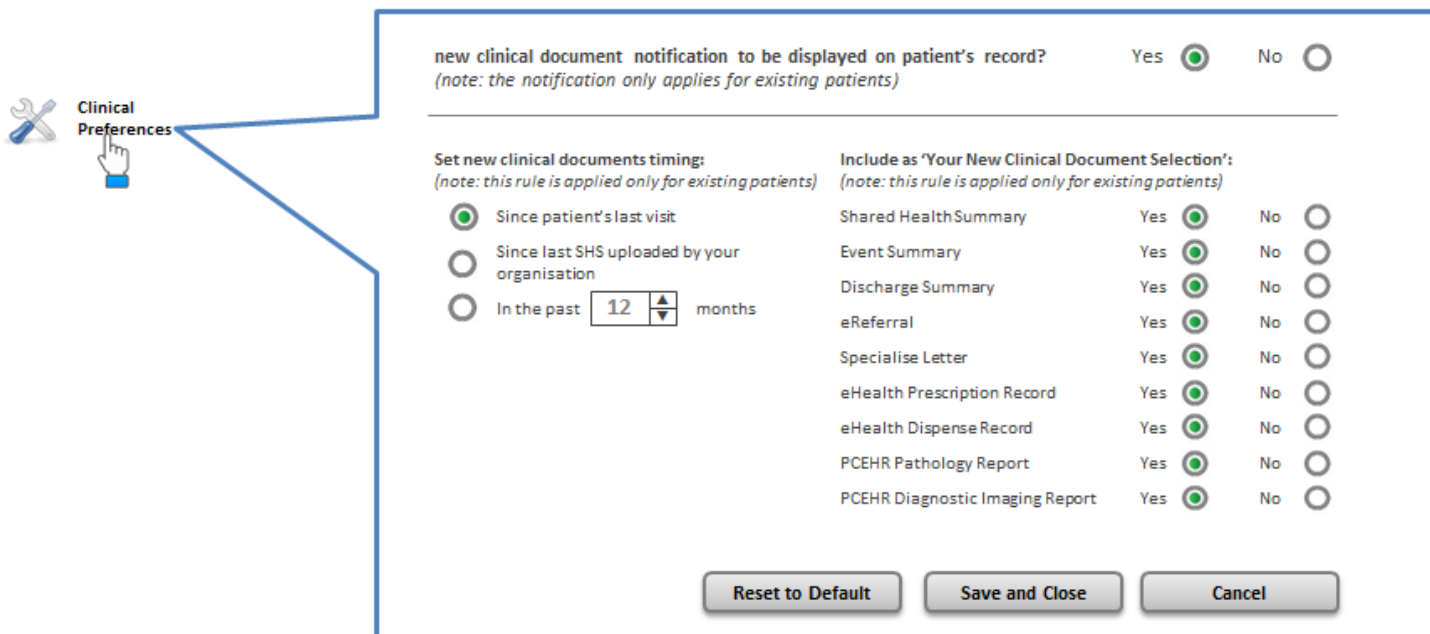 Clinical
Preferences
new clinical document notification to be displayed on patient's record? Yes No
(note: the notification only applies for existing patients)
Set new clinical documents timing:
(note: this rule is applied only for existing patients)
Since patient's last visit
Since last SHS uploaded by your
organisation
In the past 12 months
Include as 'Your New Clinical Document Selection':
(note: this rule is applied only for existing patients)
Shared Health Summary Yes No
Event Summary Yes No
Discharge Summary Yes No
eReferral Yes No
Specialise Letter Yes No
eHealth Prescription Record Yes No
eHealth Dispense Record Yes No
PCEHR Pathology Report Yes No
PCEHR Diagnostic Imaging Report Yes No
Reset to Default Save and Close Cancel